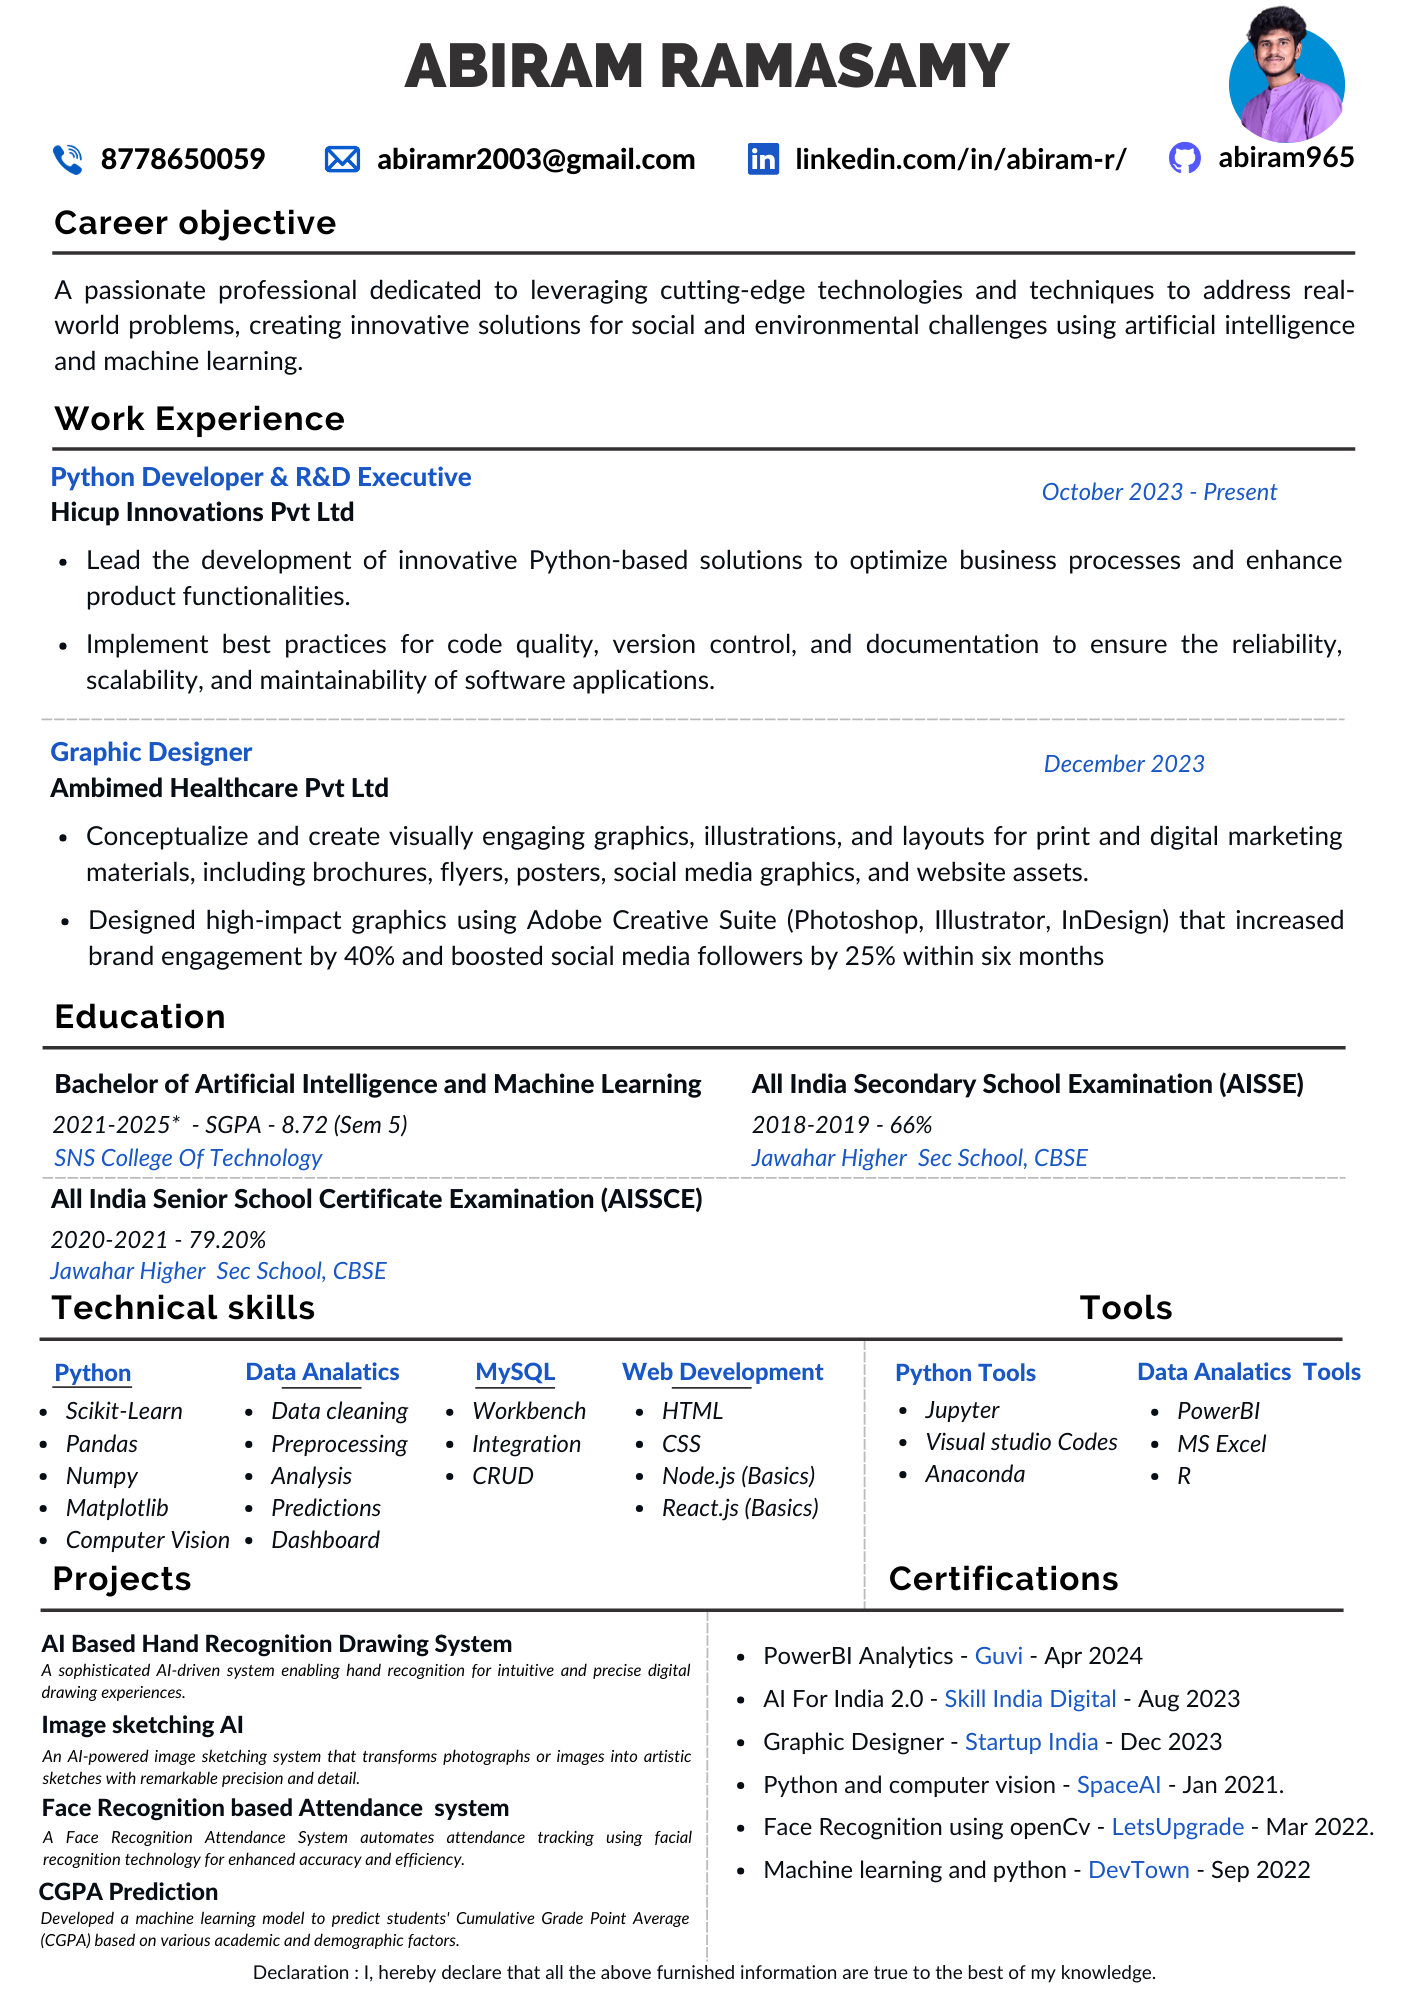 ABIRAM RAMASAMY
8778650059 abiramr2003@gmail.com linkedin.com/in/abiram-r/ abiram965
Career objective
A passionate professional dedicated to leveraging cutting-edge technologies and techniques to address real-
world problems, creating innovative solutions for social and environmental challenges using artificial intelligence
and machine learning.
Work Experience
Python Developer & R&D Executive
October 2023 - Present
Hicup Innovations Pvt Ltd
• Lead the development of innovative Python-based solutions to optimize business processes and enhance
product functionalities.
• Implement best practices for code quality, version control, and documentation to ensure the reliability,
scalability, and maintainability of software applications.
Graphic Designer
December 2023
Ambimed Healthcare Pvt Ltd
• Conceptualize and create visually engaging graphics, illustrations, and layouts for print and digital marketing
materials, including brochures, flyers, posters, social media graphics, and website assets.
• Designed high-impact graphics using Adobe Creative Suite (Photoshop, Illustrator, InDesign) that increased
brand engagement by 40% and boosted social media followers by 25% within six months
Education
Bachelor of Artificial Intelligence and Machine Learning
2021-2025* - SGPA - 8.72 (Sem 5)
SNS College Of Technology
All India Secondary School Examination (AISSE)
2018-2019 - 66%
Jawahar Higher Sec School, CBSE
All India Senior School Certificate Examination (AISSCE)
2020-2021 - 79.20%
Jawahar Higher Sec School, CBSE
Technical skills
Python
• Scikit-Learn
• Pandas
• Numpy
• Matplotlib
• Computer Vision
Data Analatics
• Data cleaning
• Preprocessing
• Analysis
• Predictions
• Dashboard
MySQL
• Workbench
• Integration
• CRUD
Web Development
• HTML
• CSS
• Node.js (Basics)
• React.js (Basics)
Tools
Python Tools
• Jupyter
• Visual studio Codes
• Anaconda
Data Analatics Tools
• PowerBI
• MS Excel
• R
Projects
AI Based Hand Recognition Drawing System
A sophisticated AI-driven system enabling hand recognition for intuitive and precise digital
drawing experiences.
Image sketching AI
An AI-powered image sketching system that transforms photographs or images into artistic
sketches with remarkable precision and detail.
Face Recognition based Attendance system
A Face Recognition Attendance System automates attendance tracking using facial
recognition technology for enhanced accuracy and efficiency.
CGPA Prediction
Developed a machine learning model to predict students' Cumulative Grade Point Average
(CGPA) based on various academic and demographic factors.
Certifications
• PowerBI Analytics - Guvi - Apr 2024
• AI For India 2.0 - Skill India Digital - Aug 2023
• Graphic Designer - Startup India - Dec 2023
• Python and computer vision - SpaceAI - Jan 2021.
• Face Recognition using openCv - LetsUpgrade - Mar 2022.
• Machine learning and python - DevTown - Sep 2022
Declaration : I, hereby declare that all the above furnished information are true to the best of my knowledge.